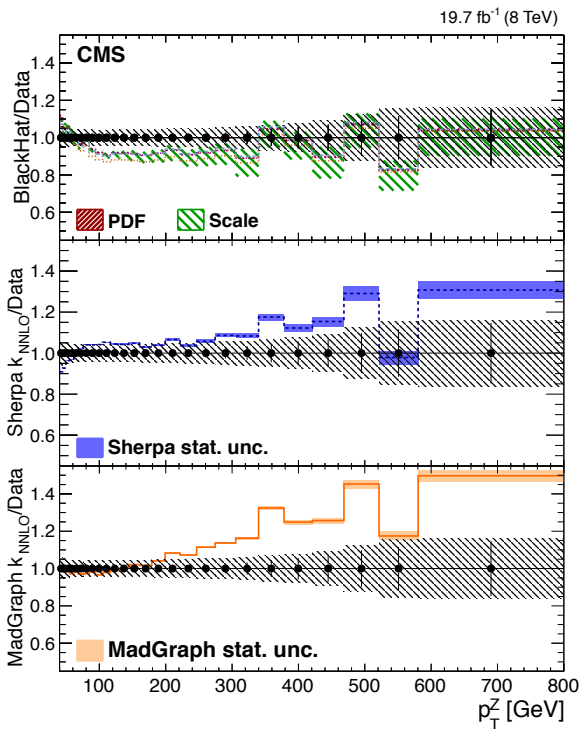 19.7 fb⁻¹ (8 TeV)
CMS
BlackHat/Data
1.4
1.2
1.0
0.8
0.6
PDF
Scale
Sherpa k_NNLO/Data
1.4
1.2
1.0
0.8
0.6
Sherpa stat. unc.
MadGraph k_NNLO/Data
1.4
1.2
1.0
0.8
0.6
MadGraph stat. unc.
100 200 300 400 500 600 700 800
p_T^Z [GeV]